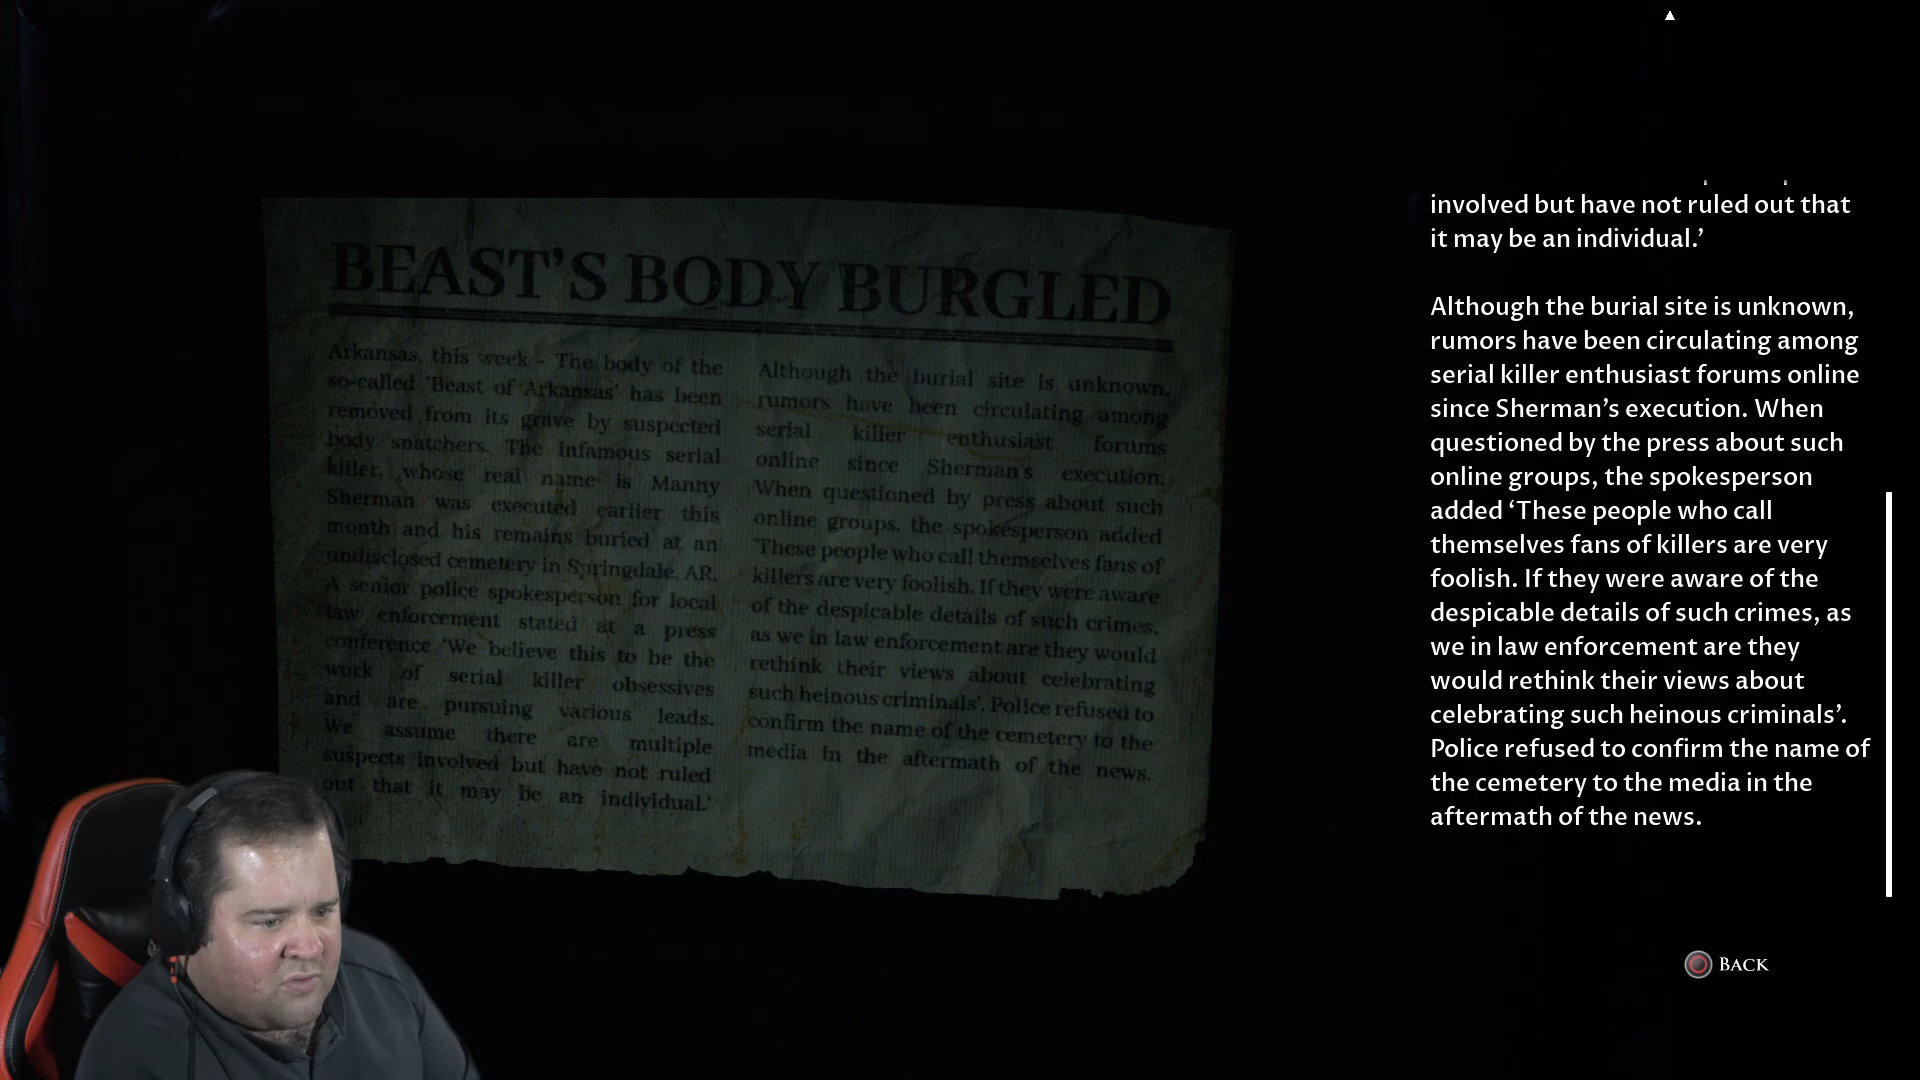 BEAST'S BODY BURGLED
Arkansas, this week - The body of the
so-called 'Beast of Arkansas' has been
removed from its grave by suspected
body snatchers. The infamous serial
killer, whose real name is Manny
Sherman was executed earlier this
month and his remains buried at an
undisclosed cemetery in Springdale, AR.
A senior police spokesperson for local
law enforcement stated at a press
conference 'We believe this to be the
work of serial killer obsessives
and are pursuing various leads.
We assume there are multiple
suspects involved but have not ruled
out that it may be an individual.'
Although the burial site is unknown,
rumors have been circulating among
serial killer enthusiast forums
online since Sherman's execution.
When questioned by press about such
online groups, the spokesperson added
'These people who call themselves fans of
killers are very foolish. If they were aware
of the despicable details of such crimes,
as we in law enforcement are they would
rethink their views about celebrating
such heinous criminals'. Police refused to
confirm the name of the cemetery to the
media in the aftermath of the news.
involved but have not ruled out that
it may be an individual.’
Although the burial site is unknown,
rumors have been circulating among
serial killer enthusiast forums online
since Sherman’s execution. When
questioned by the press about such
online groups, the spokesperson
added ‘These people who call
themselves fans of killers are very
foolish. If they were aware of the
despicable details of such crimes, as
we in law enforcement are they
would rethink their views about
celebrating such heinous criminals’.
Police refused to confirm the name of
the cemetery to the media in the
aftermath of the news.
BACK